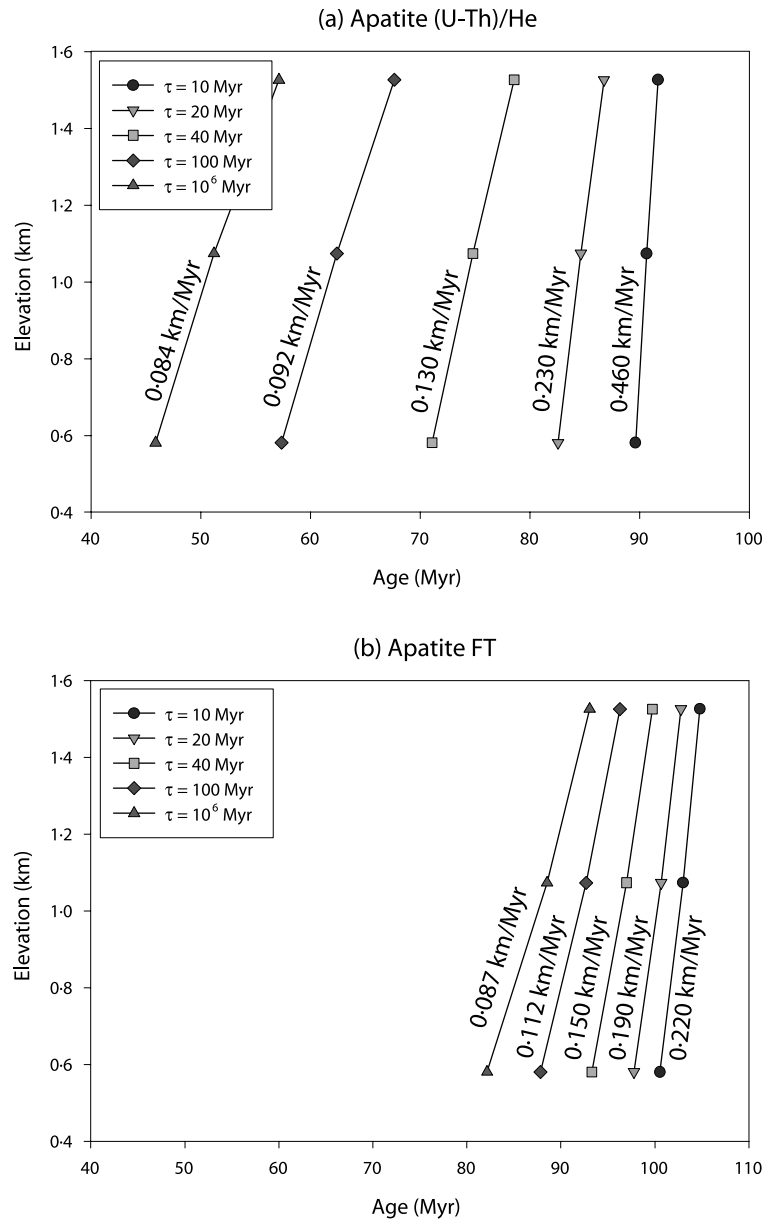 (a) Apatite (U-Th)/He
1·6
1·4
1·2
1·0
0·8
0·6
0·4
Elevation (km)
τ = 10 Myr
τ = 20 Myr
τ = 40 Myr
τ = 100 Myr
τ = 10⁶ Myr
0·084 km/Myr
0·092 km/Myr
0·130 km/Myr
0·230 km/Myr
0·460 km/Myr
40 50 60 70 80 90 100
Age (Myr)
(b) Apatite FT
1·6
1·4
1·2
1·0
0·8
0·6
0·4
Elevation (km)
τ = 10 Myr
τ = 20 Myr
τ = 40 Myr
τ = 100 Myr
τ = 10⁶ Myr
0·087 km/Myr
0·112 km/Myr
0·150 km/Myr
0·190 km/Myr
0·220 km/Myr
40 50 60 70 80 90 100 110
Age (Myr)